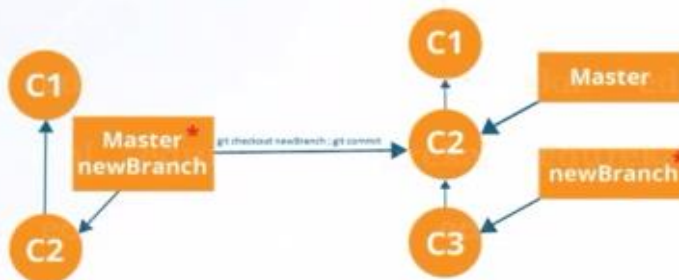 C1
Master *
newBranch
C2
git checkout newBranch ; git commit
C1
Master
C2
newBranch *
C3